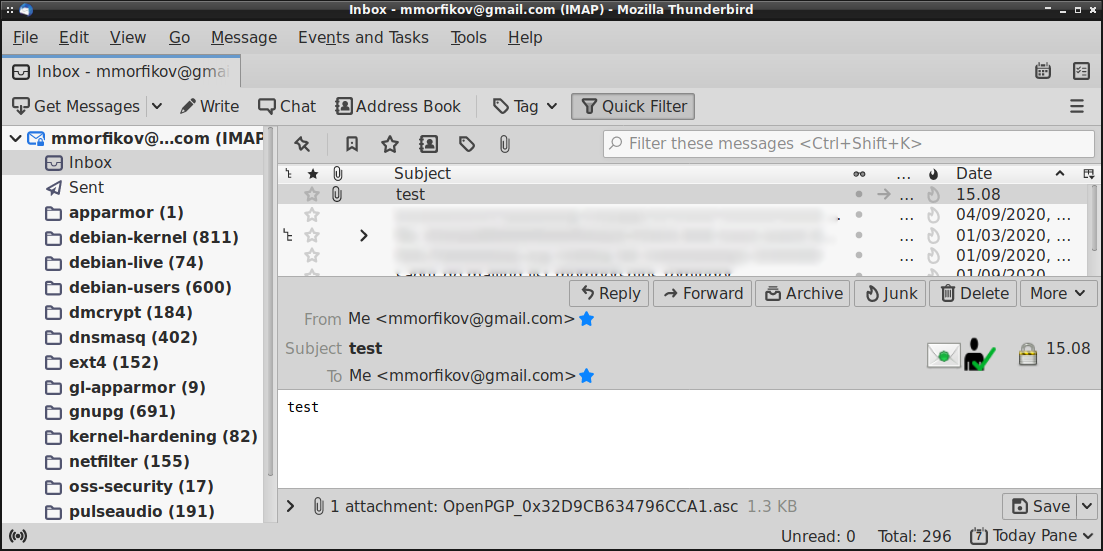 Inbox - mmorfikov@gmail.com (IMAP) - Mozilla Thunderbird
File Edit View Go Message Events and Tasks Tools Help
Inbox - mmorfikov@gmai
Get Messages Write Chat Address Book Tag Quick Filter
mmorfikov@...com (IMAP
Inbox
Sent
apparmor (1)
debian-kernel (811)
debian-live (74)
debian-users (600)
dmcrypt (184)
dnsmasq (402)
ext4 (152)
gl-apparmor (9)
gnupg (691)
kernel-hardening (82)
netfilter (155)
oss-security (17)
pulseaudio (191)
Filter these messages <Ctrl+Shift+K>
Subject ... Date
test ... 15.08
... 04/09/2020, ...
... 01/03/2020, ...
... 01/09/2020, ...
01/09/2020
Reply Forward Archive Junk Delete More
From Me <mmorfikov@gmail.com>
Subject test 15.08
To Me <mmorfikov@gmail.com>
test
1 attachment: OpenPGP_0x32D9CB634796CCA1.asc 1.3 KB Save
Unread: 0 Total: 296 7 Today Pane